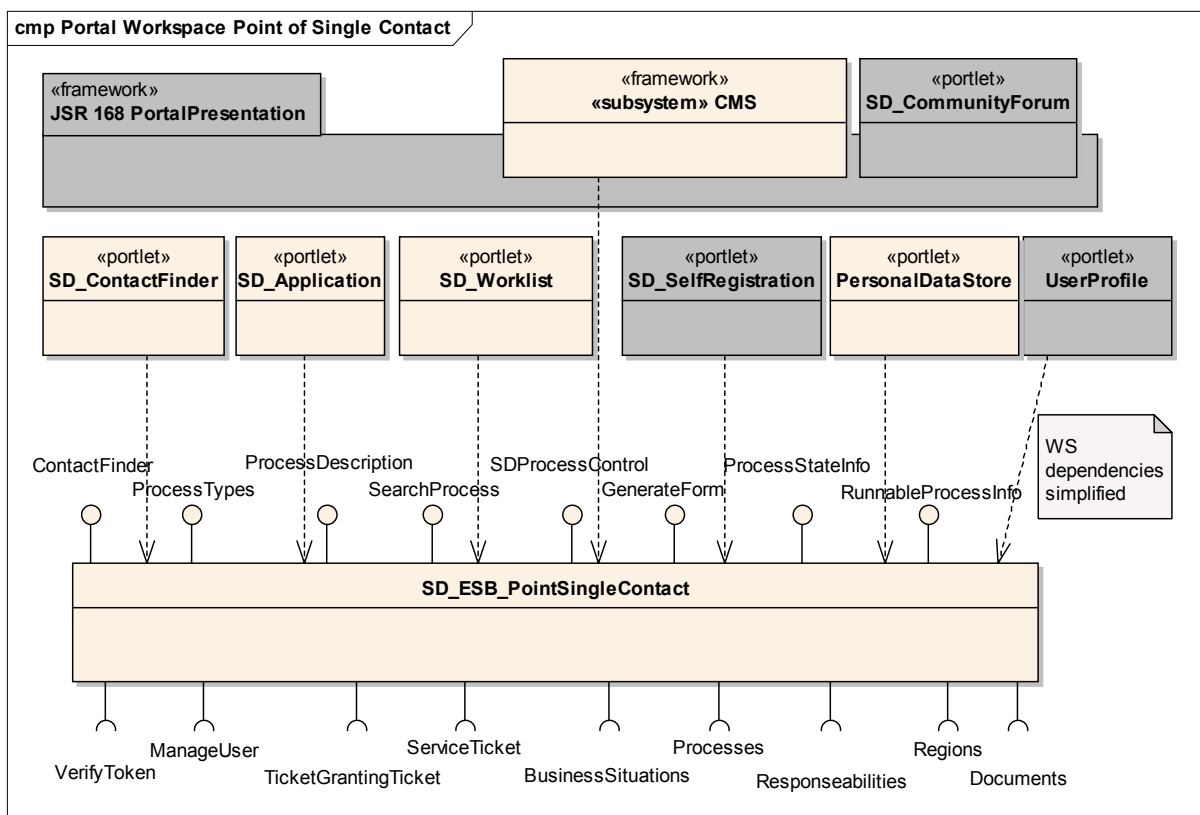 cmp Portal Workspace Point of Single Contact
«framework»
JSR 168 PortalPresentation
«framework»
«subsystem» CMS
«portlet»
SD_CommunityForum
«portlet»
SD_ContactFinder
«portlet»
SD_Application
«portlet»
SD_Worklist
«portlet»
SD_SelfRegistration
«portlet»
PersonalDataStore
«portlet»
UserProfile
WS
dependencies
simplified
ContactFinder
ProcessTypes
ProcessDescription
SearchProcess
SDProcessControl
GenerateForm
ProcessStateInfo
RunnableProcessInfo
SD_ESB_PointSingleContact
VerifyToken
ManageUser
TicketGrantingTicket
ServiceTicket
BusinessSituations
Processes
Responseabilities
Regions
Documents